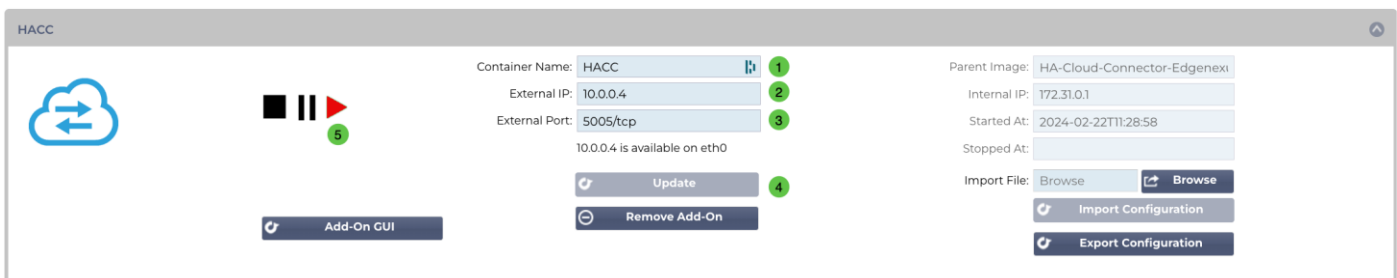 HACC
Container Name: HACC 1
External IP: 10.0.0.4 2
External Port: 5005/tcp 3
10.0.0.4 is available on eth0
Update 4
Remove Add-On
5
Add-On GUI
Parent Image: HA-Cloud-Connector-Edgenexu
Internal IP: 172.31.0.1
Started At: 2024-02-22T11:28:58
Stopped At:
Import File: Browse Browse
Import Configuration
Export Configuration